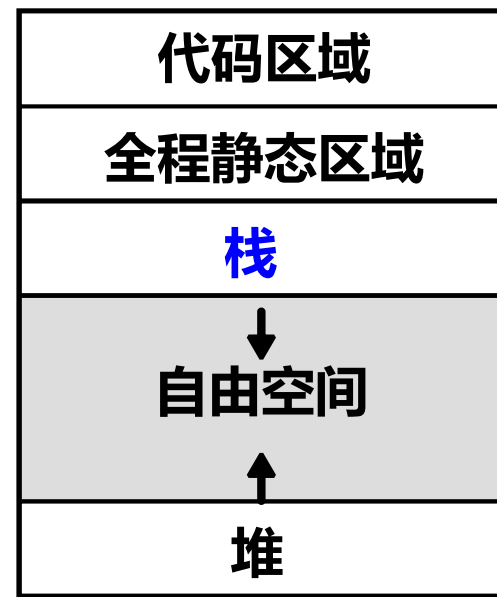 代码区域
全程静态区域
栈
自由空间
堆